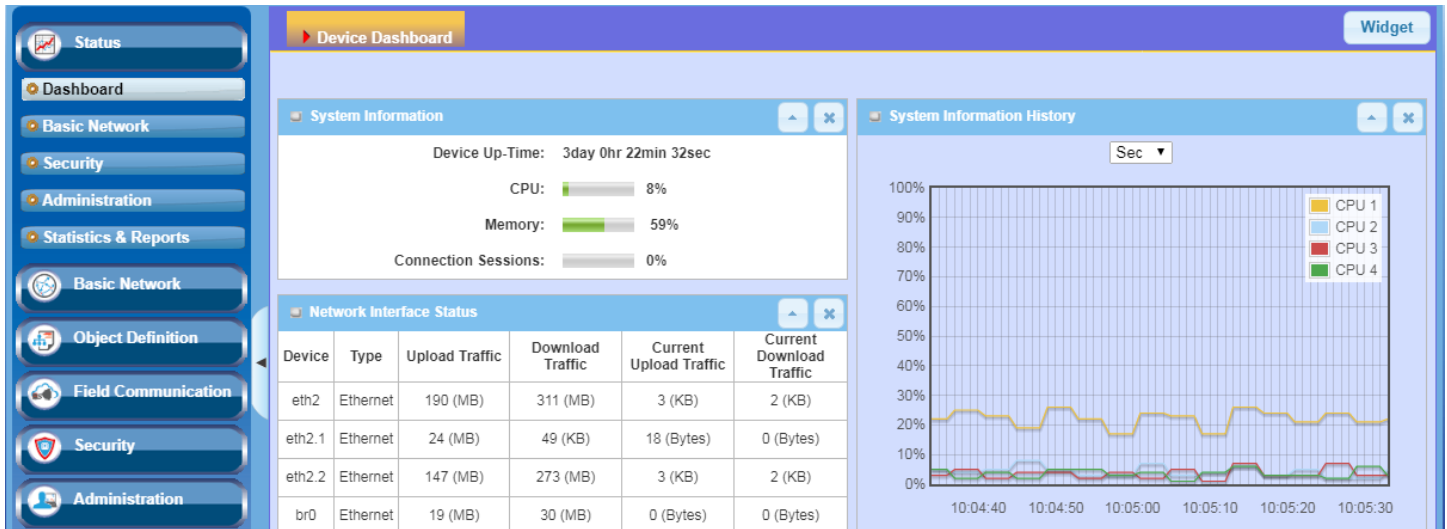 Status
Dashboard
Basic Network
Security
Administration
Statistics & Reports
Basic Network
Object Definition
Field Communication
Security
Administration
Device Dashboard
Widget
System Information
Device Up-Time: 3day 0hr 22min 32sec
CPU: 8%
Memory: 59%
Connection Sessions: 0%
Network Interface Status
Device Type Upload Traffic Download Traffic Current Upload Traffic Current Download Traffic
eth2 Ethernet 190 (MB) 311 (MB) 3 (KB) 2 (KB)
eth2.1 Ethernet 24 (MB) 49 (KB) 18 (Bytes) 0 (Bytes)
eth2.2 Ethernet 147 (MB) 273 (MB) 3 (KB) 2 (KB)
br0 Ethernet 19 (MB) 30 (MB) 0 (Bytes) 0 (Bytes)
System Information History
Sec
100%
90%
80%
70%
60%
50%
40%
30%
20%
10%
0%
CPU 1
CPU 2
CPU 3
CPU 4
10:04:40 10:04:50 10:05:00 10:05:10 10:05:20 10:05:30